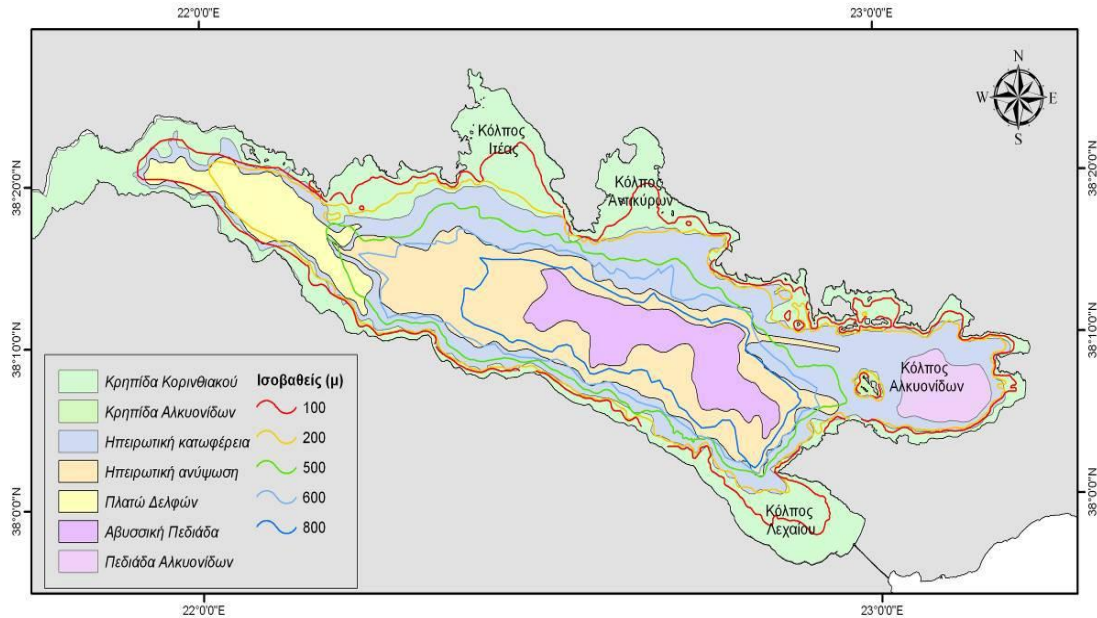 22°0'0"E
23°0'0"E
N
W
E
S
38°20'0"N
38°20'0"N
38°10'0"N
38°10'0"N
38°0'0"N
38°0'0"N
Κόλπος
Ιτέας
Κόλπος
Αντικύρων
Κόλπος
Αλκυονίδων
Κόλπος
Λεχαίου
Κρηπίδα Κορινθιακού
Κρηπίδα Αλκυονίδων
Ηπειρωτική κατωφέρεια
Ηπειρωτική ανύψωση
Πλατώ Δελφών
Αβυσσική Πεδιάδα
Πεδιάδα Αλκυονίδων
Ισοβαθείς (μ)
100
200
500
600
800
22°0'0"E
23°0'0"E